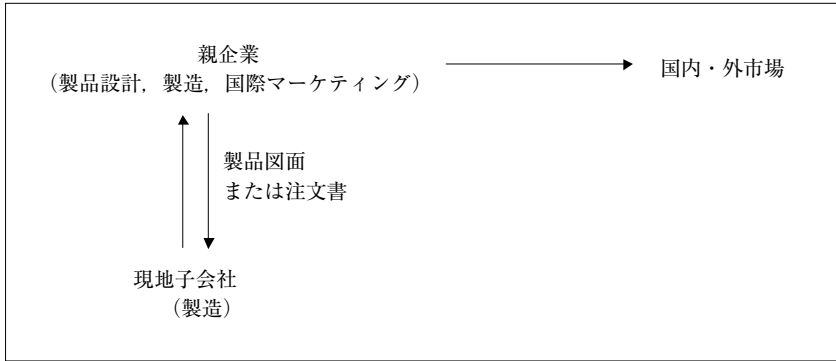 親企業
（製品設計，製造，国際マーケティング）
国内・外市場
製品図面
または注文書
現地子会社
（製造）